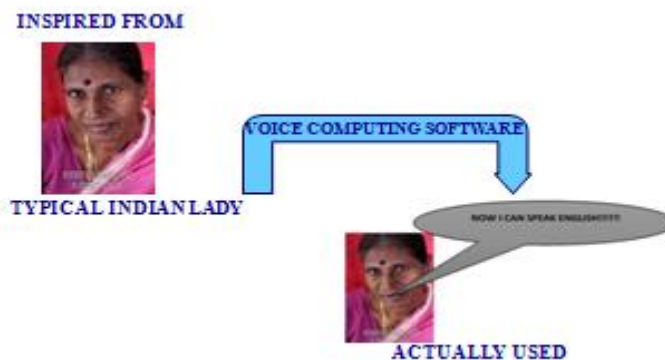 INSPIRED FROM
VOICE COMPUTING SOFTWARE
TYPICAL INDIAN LADY
NOW I CAN SPEAK ENGLISH!!!!!
ACTUALLY USED